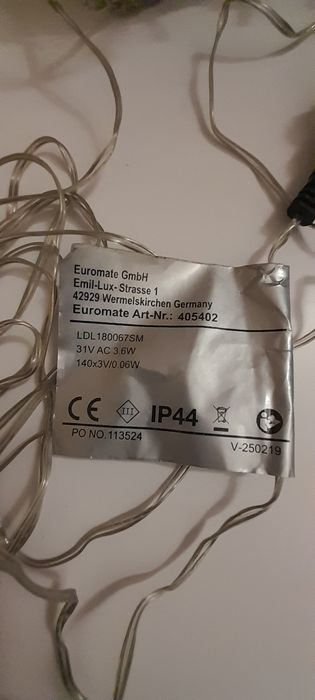 Euromate GmbH
Emil-Lux-Strasse 1
42929 Wermelskirchen Germany
Euromate Art-Nr.: 405402
LDL180067SM
31V AC 3.6W
140x3V/0.06W
CE III IP44
PO NO.113524
V-250219